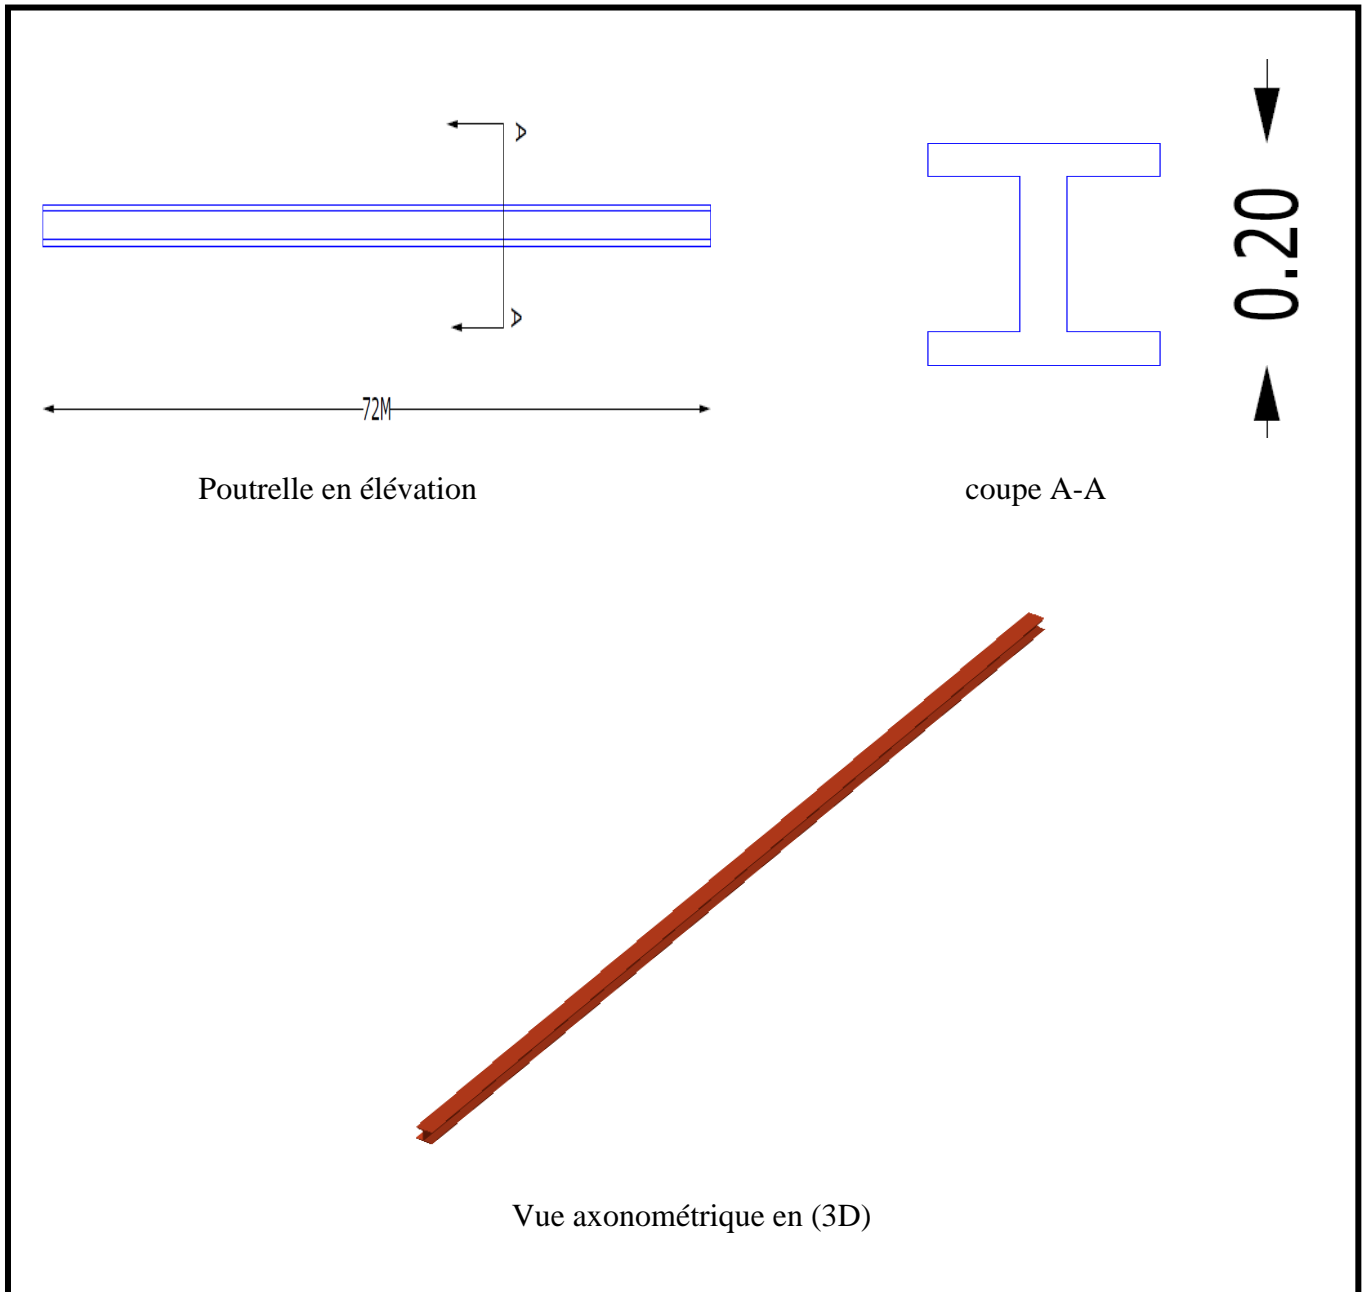 A
A
72M
0.20
Poutrelle en élévation
coupe A-A
Vue axonométrique en (3D)